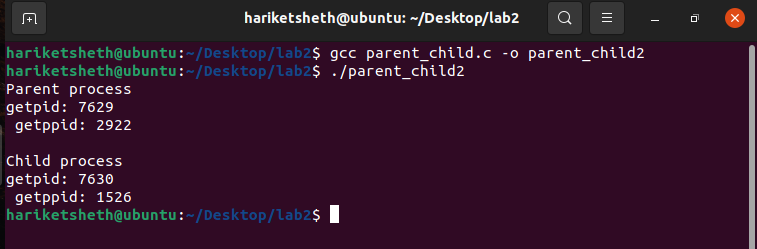 hariketsheth@ubuntu: ~/Desktop/lab2
hariketsheth@ubuntu:~/Desktop/lab2$ gcc parent_child.c -o parent_child2
hariketsheth@ubuntu:~/Desktop/lab2$ ./parent_child2
Parent process
getpid: 7629
 getppid: 2922

Child process
getpid: 7630
 getppid: 1526
hariketsheth@ubuntu:~/Desktop/lab2$